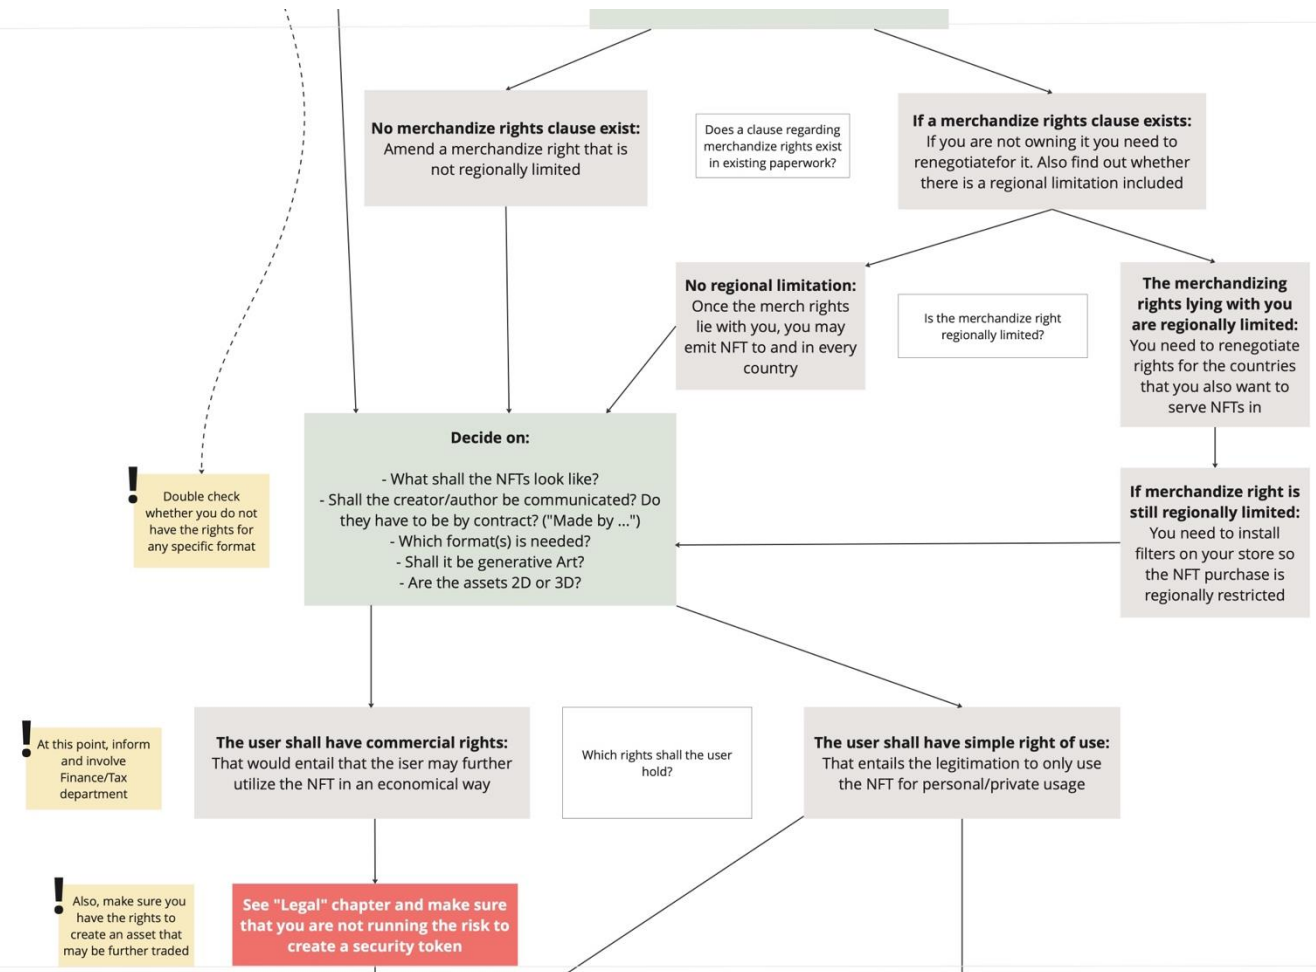 No merchandize rights clause exist:
Amend a merchandize right that is
not regionally limited
Does a clause regarding
merchandize rights exist
in existing paperwork?
If a merchandize rights clause exists:
If you are not owning it you need to
renegotiatefor it. Also find out whether
there is a regional limitation included
No regional limitation:
Once the merch rights
lie with you, you may
emit NFT to and in every
country
Is the merchandize right
regionally limited?
The merchandizing
rights lying with you
are regionally limited:
You need to renegotiate
rights for the countries
that you also want to
serve NFTs in
!
Double check
whether you do not
have the rights for
any specific format
Decide on:
- What shall the NFTs look like?
- Shall the creator/author be communicated? Do
they have to be by contract? ("Made by ...")
- Which format(s) is needed?
- Shall it be generative Art?
- Are the assets 2D or 3D?
If merchandize right is
still regionally limited:
You need to install
filters on your store so
the NFT purchase is
regionally restricted
!
At this point, inform
and involve
Finance/Tax
department
The user shall have commercial rights:
That would entail that the iser may further
utilize the NFT in an economical way
Which rights shall the user
hold?
The user shall have simple right of use:
That entails the legitimation to only use
the NFT for personal/private usage
!
Also, make sure you
have the rights to
create an asset that
may be further traded
See "Legal" chapter and make sure
that you are not running the risk to
create a security token